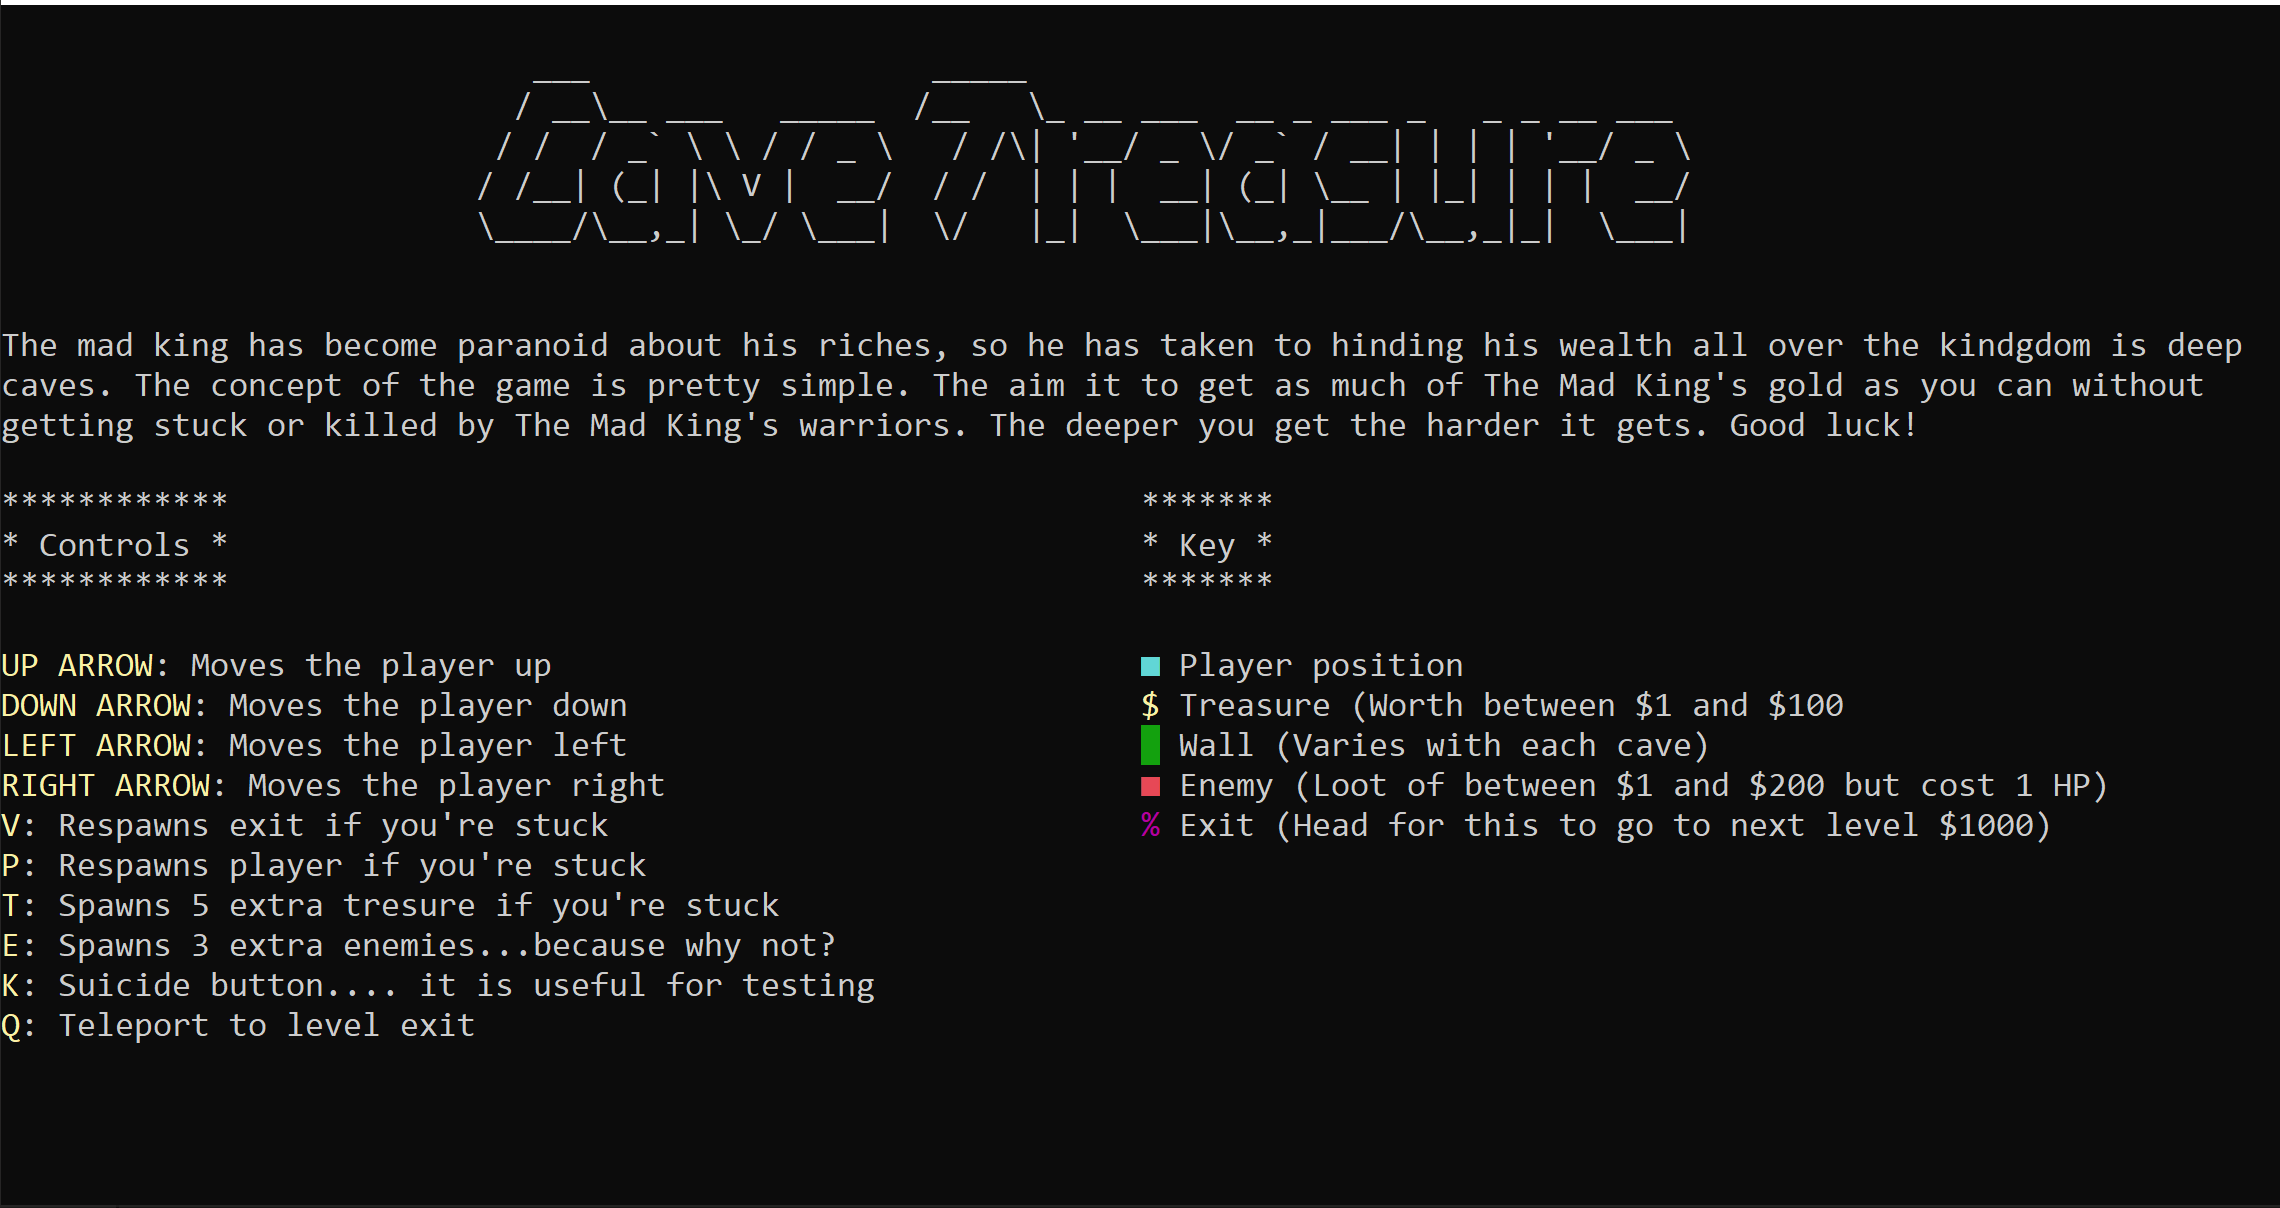 Cave Treasure
The mad king has become paranoid about his riches, so he has taken to hinding his wealth all over the kindgdom is deep
caves. The concept of the game is pretty simple. The aim it to get as much of The Mad King's gold as you can without
getting stuck or killed by The Mad King's warriors. The deeper you get the harder it gets. Good luck!
************
* Controls *
************
UP ARROW: Moves the player up
DOWN ARROW: Moves the player down
LEFT ARROW: Moves the player left
RIGHT ARROW: Moves the player right
V: Respawns exit if you're stuck
P: Respawns player if you're stuck
T: Spawns 5 extra tresure if you're stuck
E: Spawns 3 extra enemies...because why not?
K: Suicide button.... it is useful for testing
Q: Teleport to level exit
*******
* Key *
*******
■ Player position
$ Treasure (Worth between $1 and $100
█ Wall (Varies with each cave)
■ Enemy (Loot of between $1 and $200 but cost 1 HP)
% Exit (Head for this to go to next level $1000)